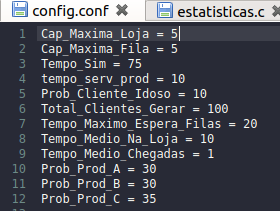 config.conf estatisticas.c
1 Cap_Maxima_Loja = 5
2 Cap_Maxima_Fila = 5
3 Tempo_Sim = 75
4 tempo_serv_prod = 10
5 Prob_Cliente_Idoso = 10
6 Total_Clientes_Gerar = 100
7 Tempo_Maximo_Espera_Filas = 20
8 Tempo_Medio_Na_Loja = 10
9 Tempo_Medio_Chegadas = 1
10 Prob_Prod_A = 30
11 Prob_Prod_B = 30
12 Prob_Prod_C = 35